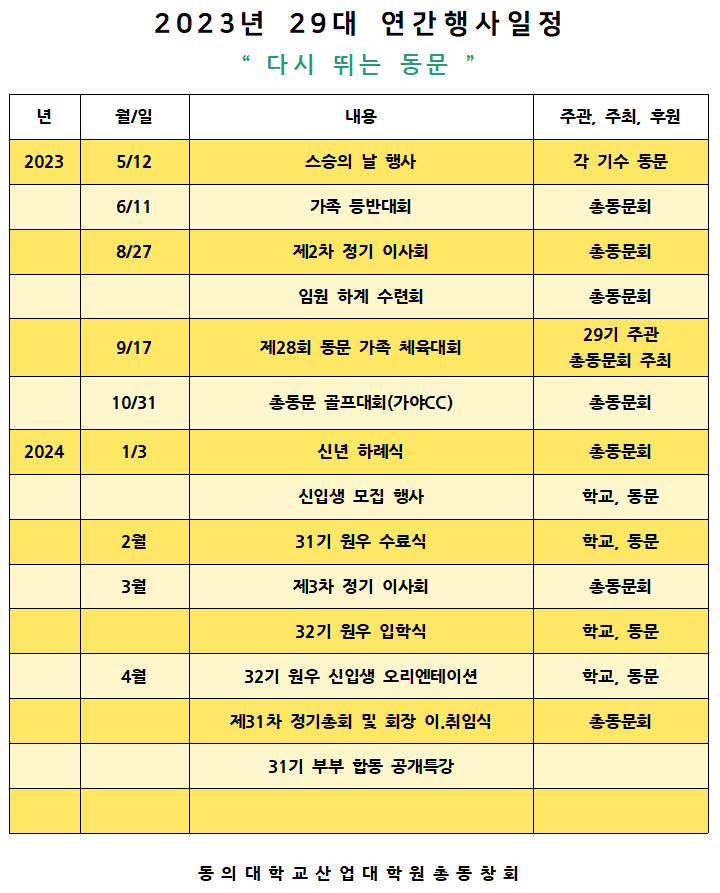 2023년 29대 연간행사일정
“ 다시 뛰는 동문 ”
년 월/일 내용 주관, 주최, 후원
2023 5/12 스승의 날 행사 각 기수 동문
6/11 가족 등반대회 총동문회
8/27 제2차 정기 이사회 총동문회
임원 하계 수련회 총동문회
9/17 제28회 동문 가족 체육대회 29기 주관
총동문회 주최
10/31 총동문 골프대회(가야CC) 총동문회
2024 1/3 신년 하례식 총동문회
신입생 모집 행사 학교, 동문
2월 31기 원우 수료식 학교, 동문
3월 제3차 정기 이사회 총동문회
32기 원우 입학식 학교, 동문
4월 32기 원우 신입생 오리엔테이션 학교, 동문
제31차 정기총회 및 회장 이.취임식 총동문회
31기 부부 합동 공개특강
동의대학교산업대학원총동창회